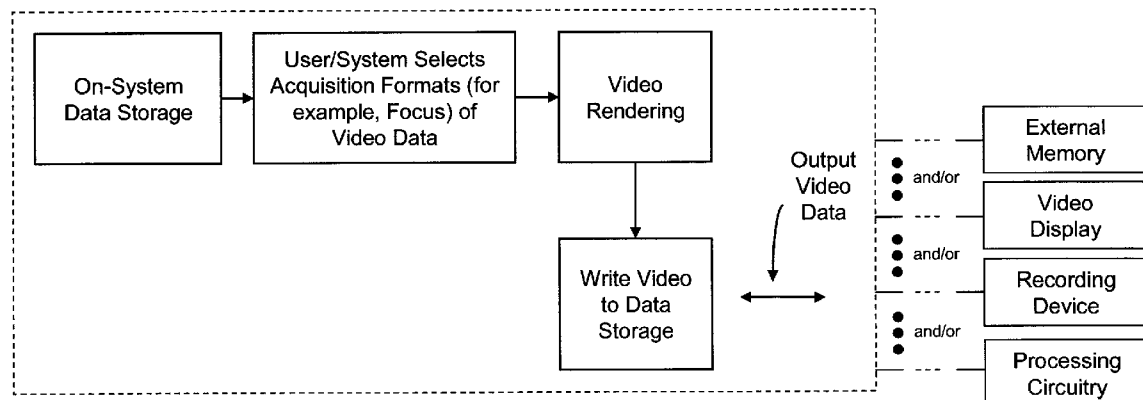 On-System
Data Storage
User/System Selects
Acquisition Formats (for
example, Focus) of
Video Data
Video
Rendering
Write Video
to Data
Storage
Output
Video
Data
and/or
and/or
and/or
External
Memory
Video
Display
Recording
Device
Processing
Circuitry